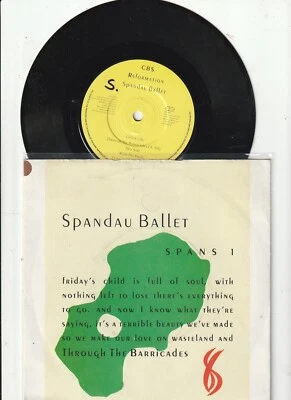 CBS
REFORMATION
SPANDAU BALLET
S.
SPANDAU BALLET
SPANS 1
friday's child is full of soul, with
nothing left to lose there's everything
to go. and now I know what they're
saying, it's a terrible beauty we've made
so we make our love on wasteland and
THROUGH THE BARRICADES